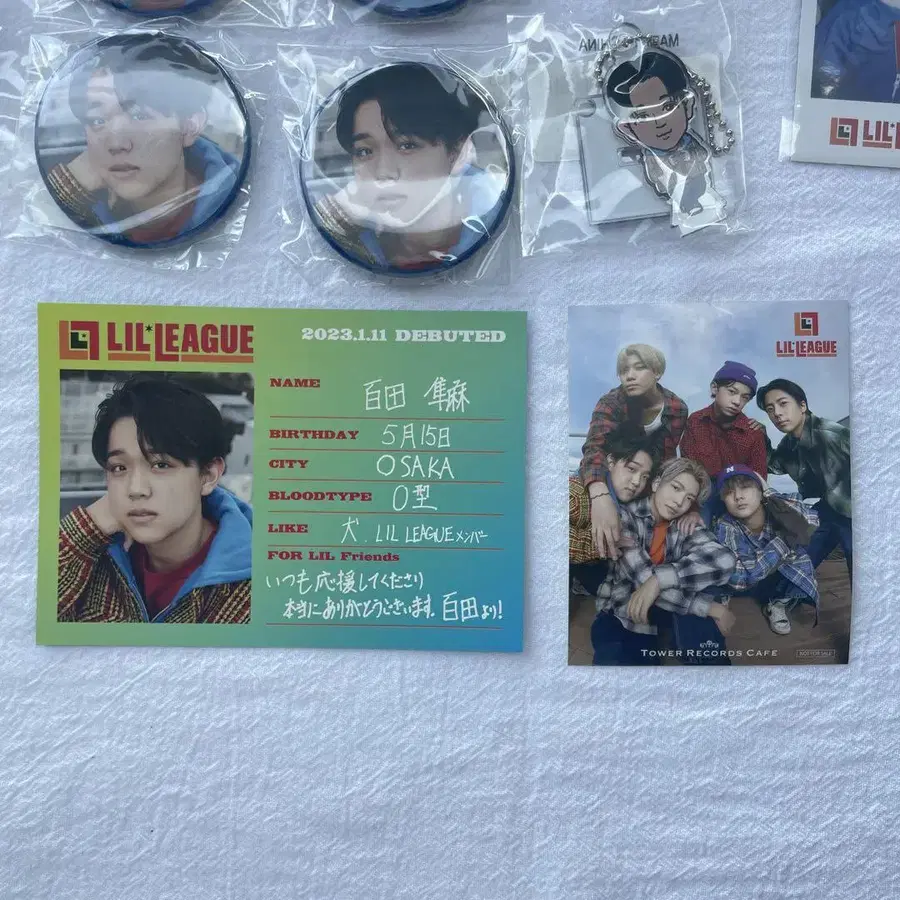 LIL LEAGUE
LIL LEAGUE
2023.1.11 DEBUTED
NAME
百田 隼麻
BIRTHDAY 5月15日
CITY OSAKA
BLOODTYPE O型
LIKE 犬. LIL LEAGUEメンバー
FOR LIL Friends
いつも応援してくださり
本当にありがとうございます. 百田より!
LIL LEAGUE
TOWER RECORDS CAFE
NOT FOR SALE